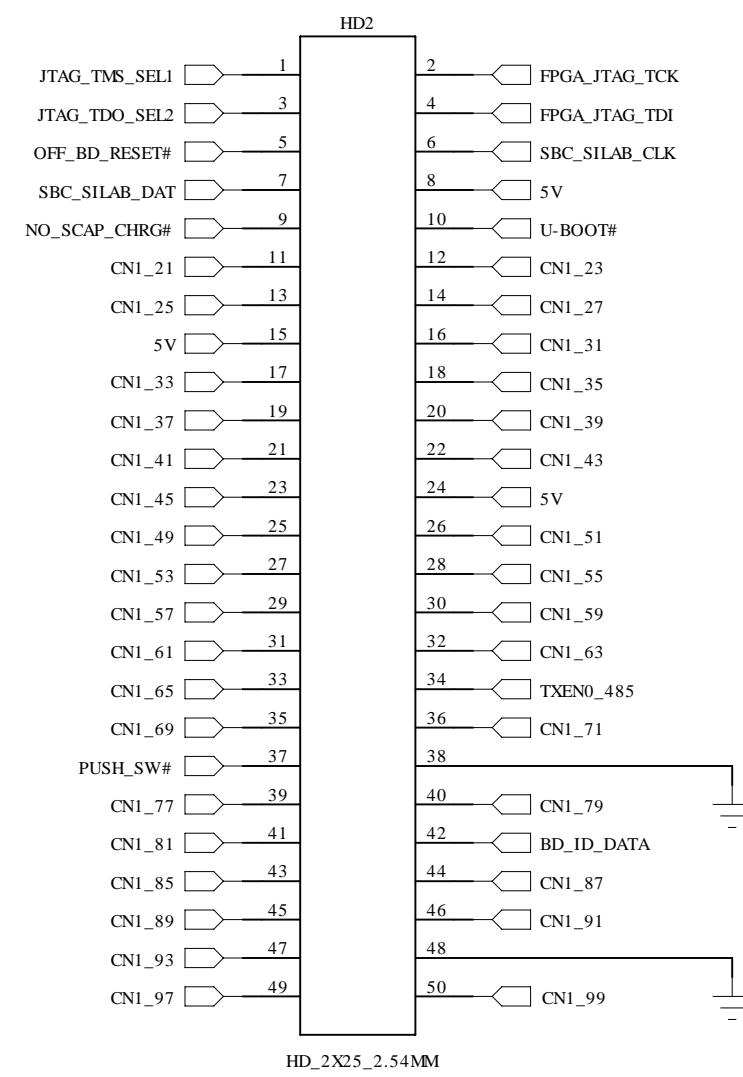 HD2
JTAG_TMS_SEL1 1 2 FPGA_JTAG_TCK
JTAG_TDO_SEL2 3 4 FPGA_JTAG_TDI
OFF_BD_RESET# 5 6 SBC_SILAB_CLK
SBC_SILAB_DAT 7 8 5V
NO_SCAP_CHRG# 9 10 U-BOOT#
CN1_21 11 12 CN1_23
CN1_25 13 14 CN1_27
5V 15 16 CN1_31
CN1_33 17 18 CN1_35
CN1_37 19 20 CN1_39
CN1_41 21 22 CN1_43
CN1_45 23 24 5V
CN1_49 25 26 CN1_51
CN1_53 27 28 CN1_55
CN1_57 29 30 CN1_59
CN1_61 31 32 CN1_63
CN1_65 33 34 TXEN0_485
CN1_69 35 36 CN1_71
PUSH_SW# 37 38
CN1_77 39 40 CN1_79
CN1_81 41 42 BD_ID_DATA
CN1_85 43 44 CN1_87
CN1_89 45 46 CN1_91
CN1_93 47 48
CN1_97 49 50 CN1_99
HD_2X25_2.54MM